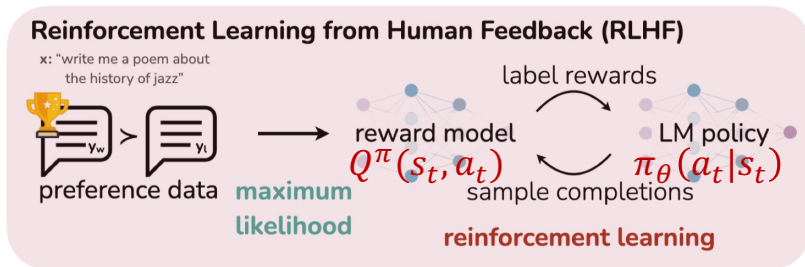 Reinforcement Learning from Human Feedback (RLHF)
x: “write me a poem about
the history of jazz”
label rewards
y_w > y_l
reward model
LM policy
Q^π(s_t, a_t)
π_θ(a_t|s_t)
preference data
maximum
likelihood
sample completions
reinforcement learning